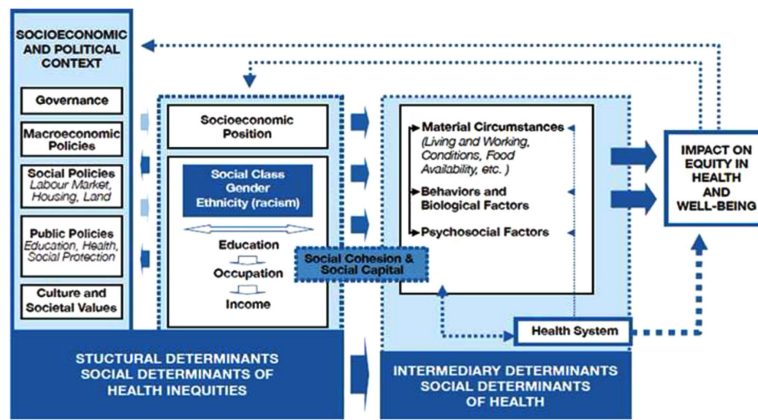 SOCIOECONOMIC
AND POLITICAL
CONTEXT
Governance
Macroeconomic
Policies
Social Policies
Labour Market,
Housing, Land
Public Policies
Education, Health,
Social Protection
Culture and
Societal Values
Socioeconomic
Position
Social Class
Gender
Ethnicity (racism)
Education
Occupation
Income
Social Cohesion &
Social Capital
Material Circumstances
(Living and Working,
Conditions, Food
Availability, etc. )
Behaviors and
Biological Factors
Psychosocial Factors
Health System
IMPACT ON
EQUITY IN
HEALTH
AND
WELL-BEING
STUCTURAL DETERMINANTS
SOCIAL DETERMINANTS OF
HEALTH INEQUITIES
INTERMEDIARY DETERMINANTS
SOCIAL DETERMINANTS
OF HEALTH